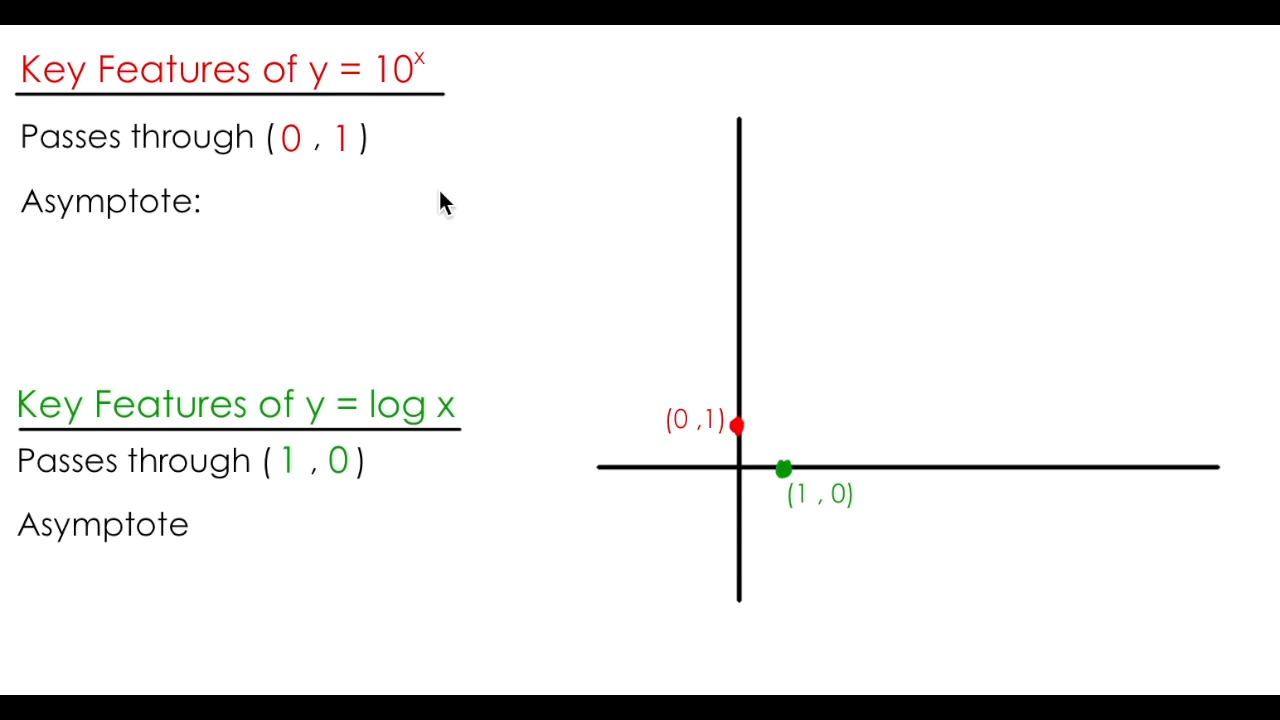 Key Features of y = 10ˣ
Passes through ( 0 , 1 )
Asymptote:
Key Features of y = log x
Passes through ( 1 , 0 )
Asymptote
(0 ,1)
(1 , 0)